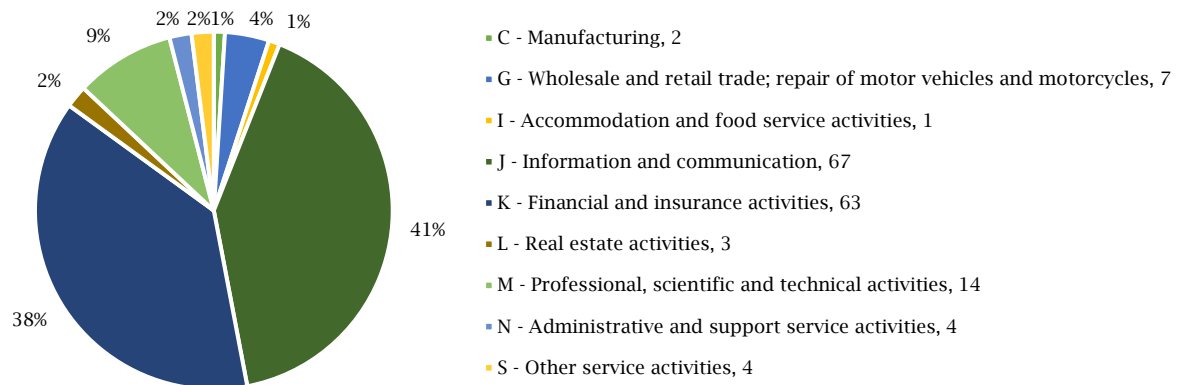 2% 2%1% 4% 1%
9%
2%
41%
38%
C - Manufacturing, 2
G - Wholesale and retail trade; repair of motor vehicles and motorcycles, 7
I - Accommodation and food service activities, 1
J - Information and communication, 67
K - Financial and insurance activities, 63
L - Real estate activities, 3
M - Professional, scientific and technical activities, 14
N - Administrative and support service activities, 4
S - Other service activities, 4